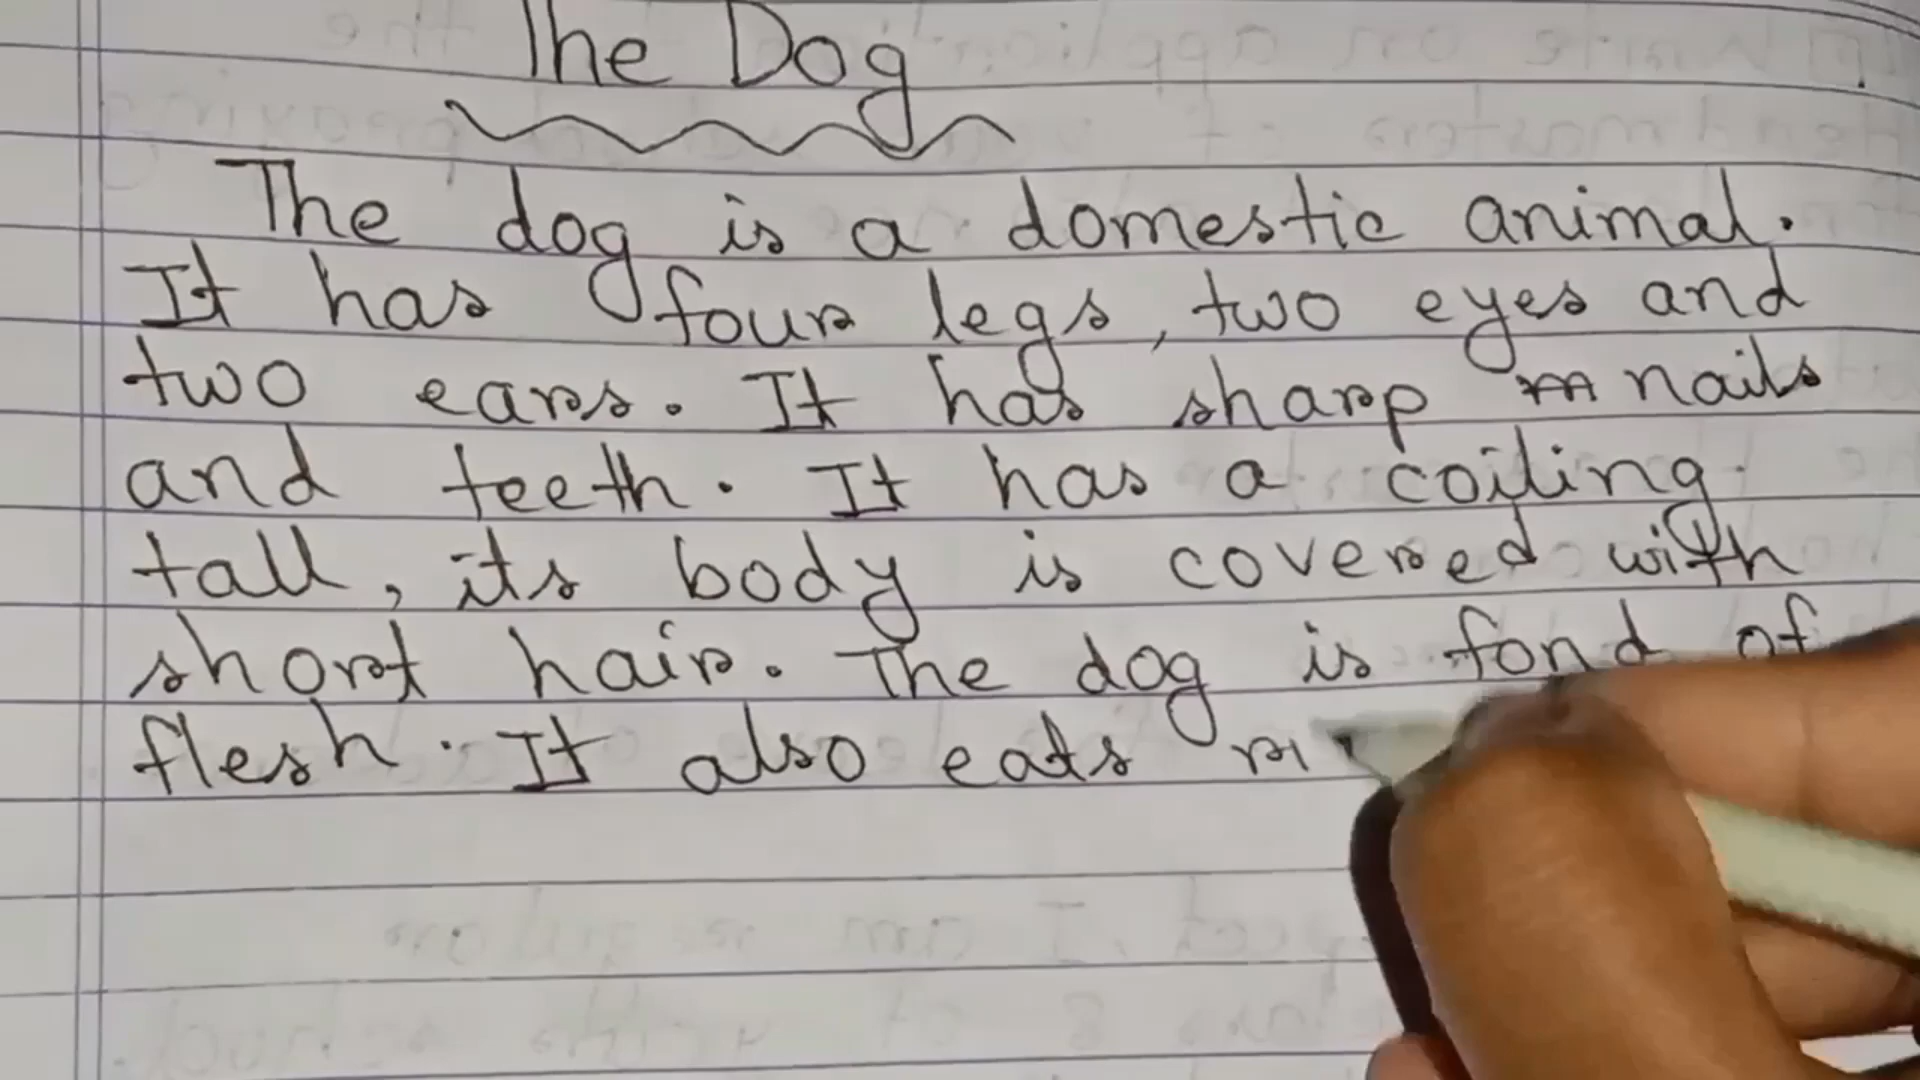 The Dog
The dog is a domestic animal.
It has four legs, two eyes and
two ears. It has sharp nails
and teeth. It has a coiling
tall, its body is covered with
short hair. The dog is fond of
flesh. It also eats